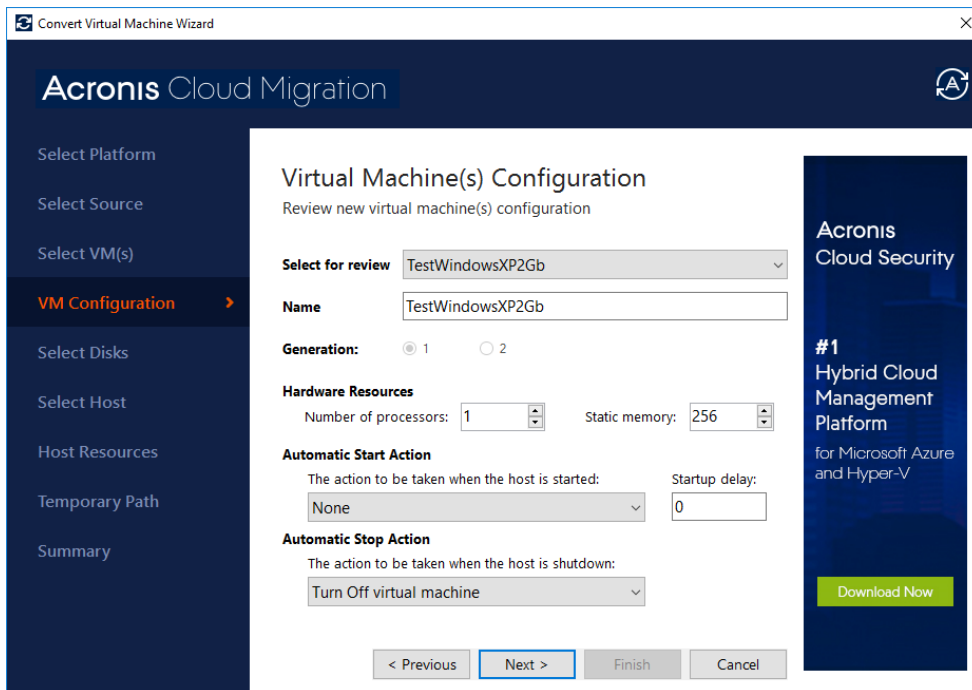 Convert Virtual Machine Wizard
Acronis Cloud Migration
A
Select Platform
Select Source
Select VM(s)
VM Configuration
Select Disks
Select Host
Host Resources
Temporary Path
Summary
Virtual Machine(s) Configuration
Review new virtual machine(s) configuration
Select for review TestWindowsXP2Gb
Name TestWindowsXP2Gb
Generation: 1 2
Hardware Resources
Number of processors: 1 Static memory: 256
Automatic Start Action
The action to be taken when the host is started: Startup delay:
None 0
Automatic Stop Action
The action to be taken when the host is shutdown:
Turn Off virtual machine
< Previous Next > Finish Cancel
Acronis
Cloud Security
#1
Hybrid Cloud
Management
Platform
for Microsoft Azure
and Hyper-V
Download Now